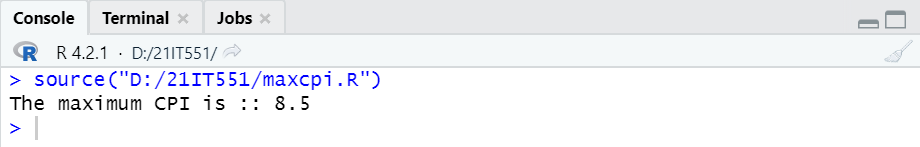 Console Terminal Jobs
R R 4.2.1 · D:/21IT551/
> source("D:/21IT551/maxcpi.R")
The maximum CPI is :: 8.5
>